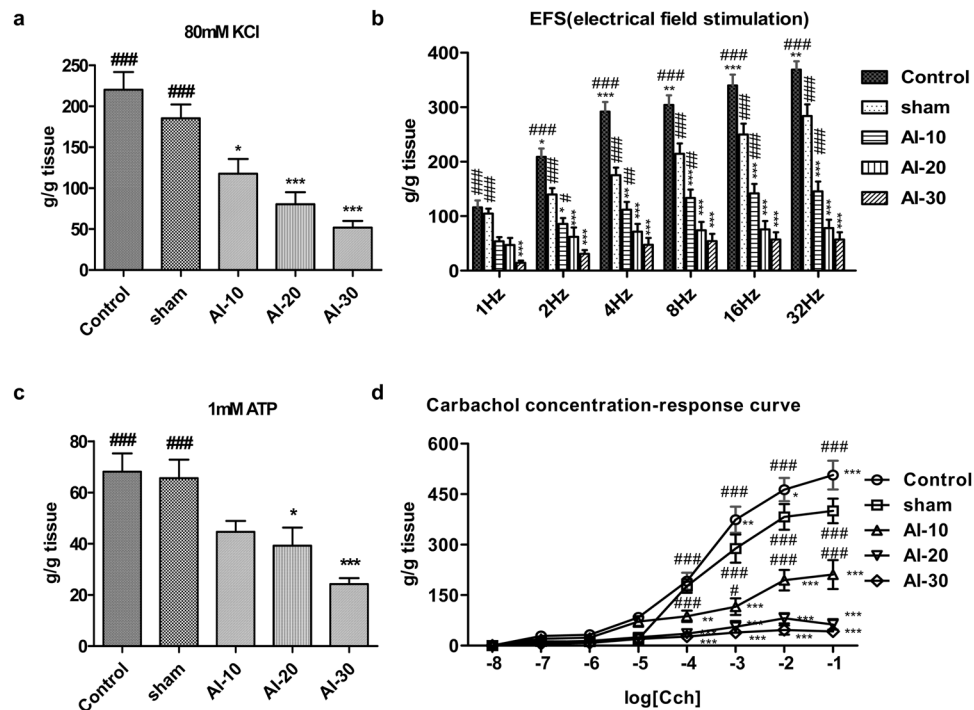 a
80mM KCl
g/g tissue
250
200
150
100
50
0
###
###
*
***
***
Control
sham
AI-10
AI-20
AI-30
b
EFS(electrical field stimulation)
g/g tissue
400
300
200
100
0
###
###
***
###
*
###
***
###
***
###
#
*
***
***
###
***
###
##
**
***
***
###
**
###
##
***
***
***
###
***
###
###
***
***
***
###
**
###
###
***
***
***
1Hz
2Hz
4Hz
8Hz
16Hz
32Hz
Control
sham
AI-10
AI-20
AI-30
c
1mM ATP
g/g tissue
80
60
40
20
0
###
###
*
***
Control
sham
AI-10
AI-20
AI-30
d
Carbachol concentration-response curve
g/g tissue
600
450
300
150
0
###
###
**
###
*
###
***
###
###
#
###
###
###
###
**
***
***
***
***
***
***
***
***
***
***
***
***
-8
-7
-6
-5
-4
-3
-2
-1
log[Cch]
Control
sham
AI-10
AI-20
AI-30